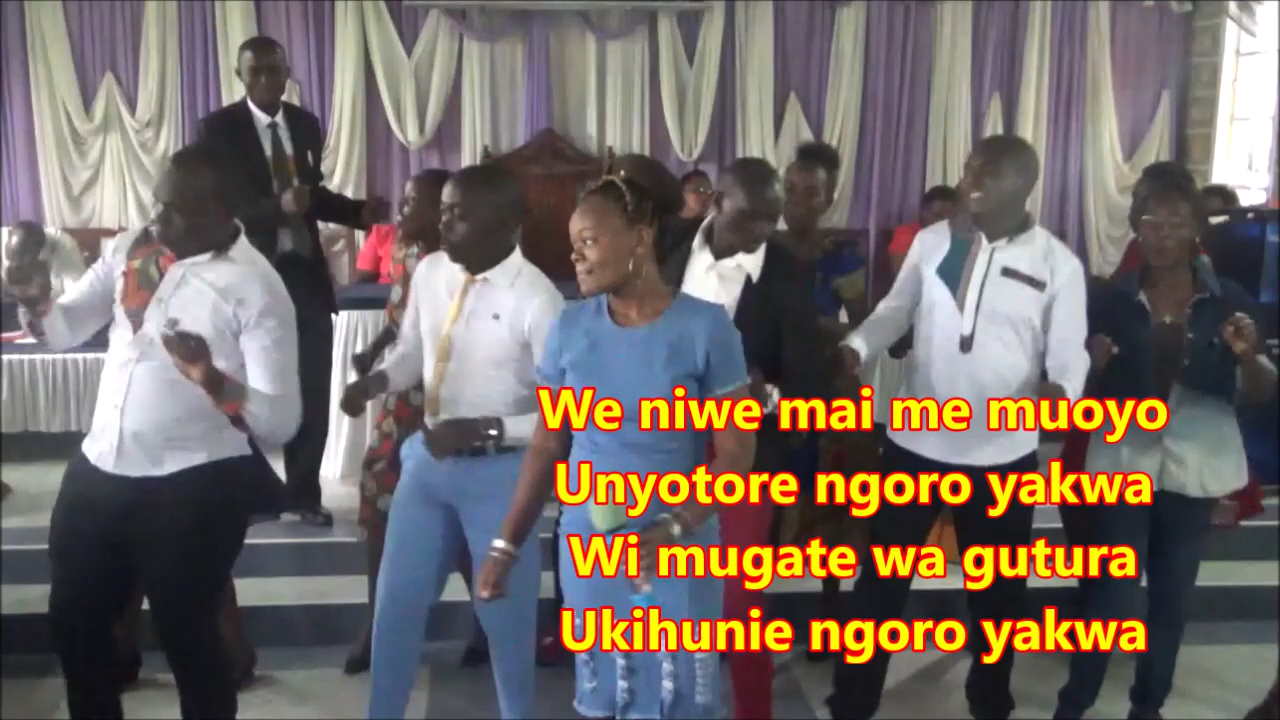 We niwe mai me muoyo
Unyotore ngoro yakwa
Wi mugate wa gutura
Ukihunie ngoro yakwa